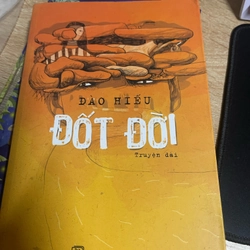 ĐÀO HIẾU
ĐỐT ĐỜI
Truyện dài